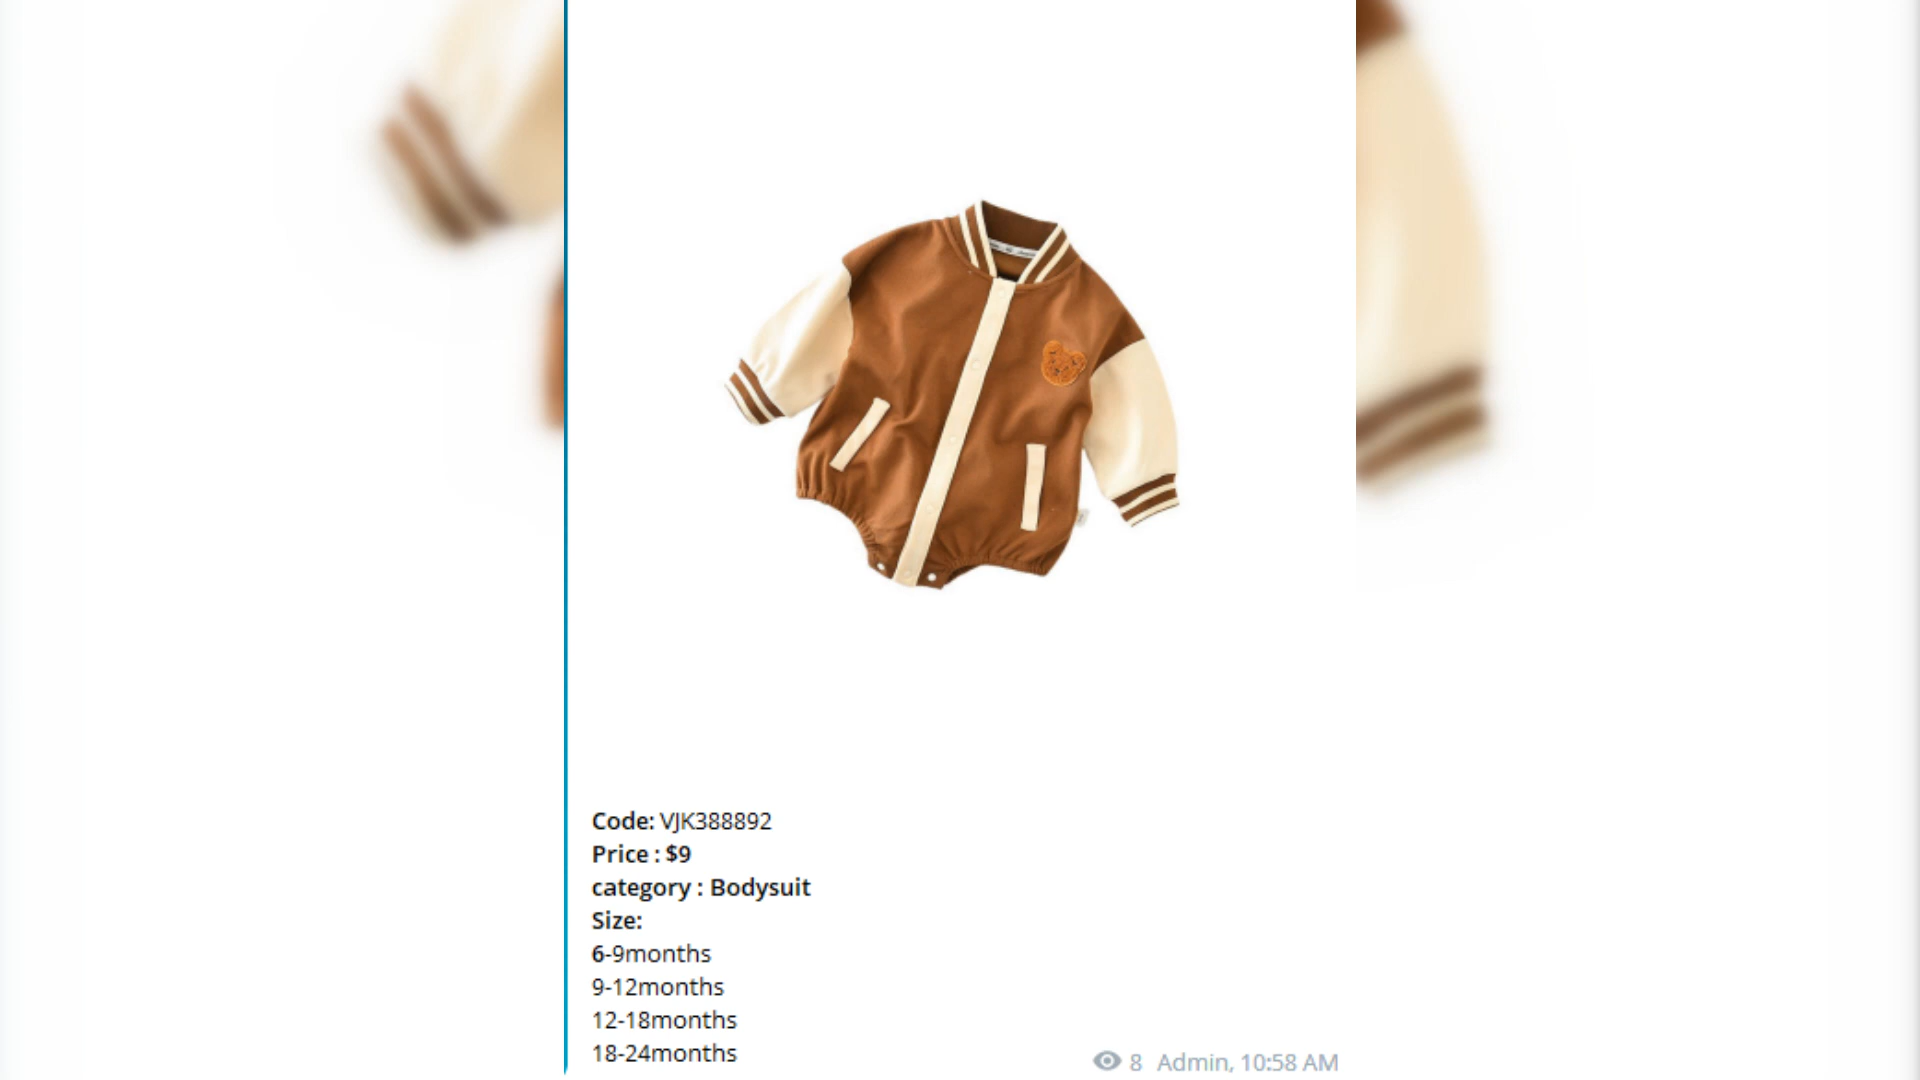 Code: VJK388892
Price : $9
category : Bodysuit
Size:
6-9months
9-12months
12-18months
18-24months
8 Admin, 10:58 AM